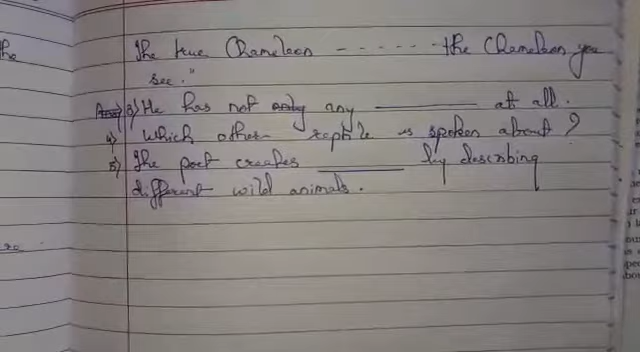 the true Chameleon - - - - - - the Chameleon you
see."
3) He has not any ________ at all.
4) which other reptile is spoken about?
5) The poet creates ________ by describing
different wild animals.